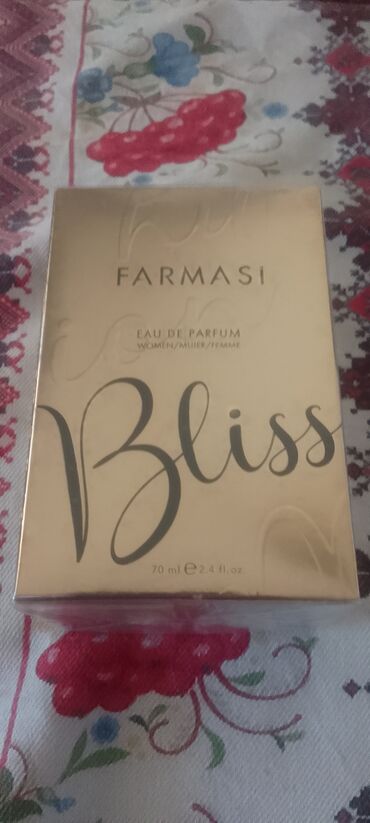 FARMASİ
EAU DE PARFUM
WOMEN/MUJER/FEMME
Bliss
70 ml ℮ 2.4 fl.oz.